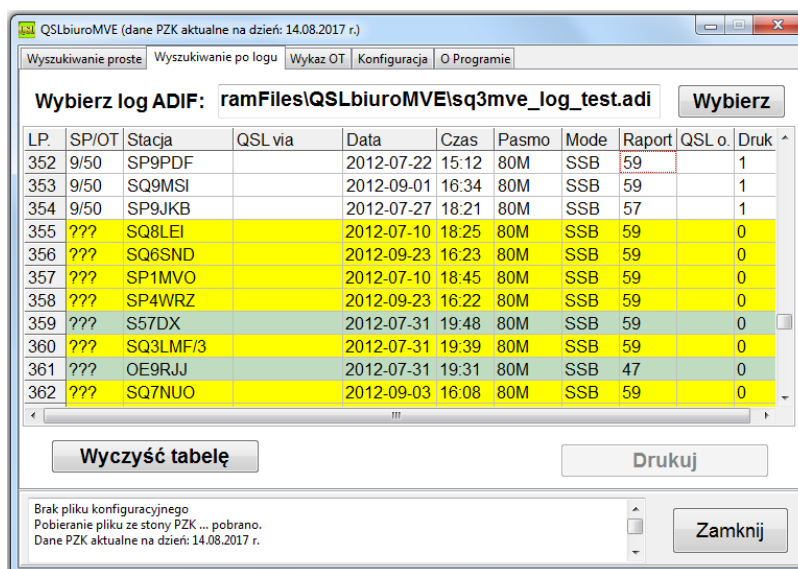 QSL QSLbiuroMVE (dane PZK aktualne na dzień: 14.08.2017 r.)
Wyszukiwanie proste Wyszukiwanie po logu Wykaz OT Konfiguracja O Programie
Wybierz log ADIF: ramFiles\QSLbiuroMVE\sq3mve_log_test.adi Wybierz
LP. SP/OT Stacja QSL via Data Czas Pasmo Mode Raport QSL o. Druk
352 9/50 SP9PDF 2012-07-22 15:12 80M SSB 59 1
353 9/50 SQ9MSI 2012-09-01 16:34 80M SSB 59 1
354 9/50 SP9JKB 2012-07-27 18:21 80M SSB 57 1
355 ??? SQ8LEI 2012-07-10 18:25 80M SSB 59 0
356 ??? SQ6SND 2012-09-23 16:23 80M SSB 59 0
357 ??? SP1MVO 2012-07-10 18:45 80M SSB 59 0
358 ??? SP4WRZ 2012-09-23 16:22 80M SSB 59 0
359 ??? S57DX 2012-07-31 19:48 80M SSB 59 0
360 ??? SQ3LMF/3 2012-07-31 19:39 80M SSB 59 0
361 ??? OE9RJJ 2012-07-31 19:31 80M SSB 47 0
362 ??? SQ7NUO 2012-09-03 16:08 80M SSB 59 0
Wyczyść tabelę Drukuj
Brak pliku konfiguracyjnego
Pobieranie pliku ze stony PZK ... pobrano.
Dane PZK aktualne na dzień: 14.08.2017 r.
Zamknij